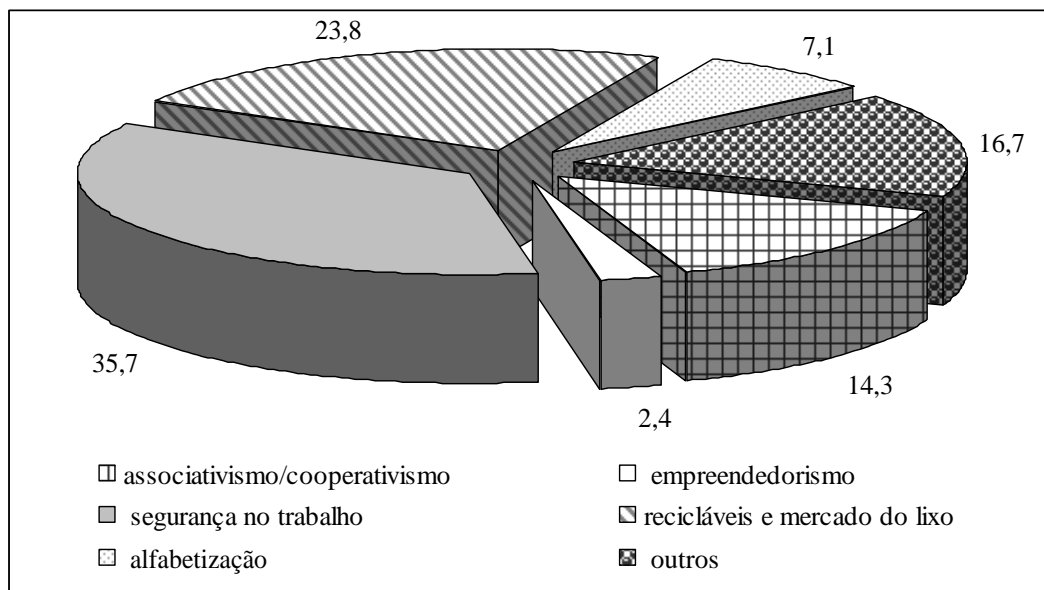 23,8
7,1
16,7
35,7
14,3
2,4
associativismo/cooperativismo
empreendedorismo
segurança no trabalho
recicláveis e mercado do lixo
alfabetização
outros